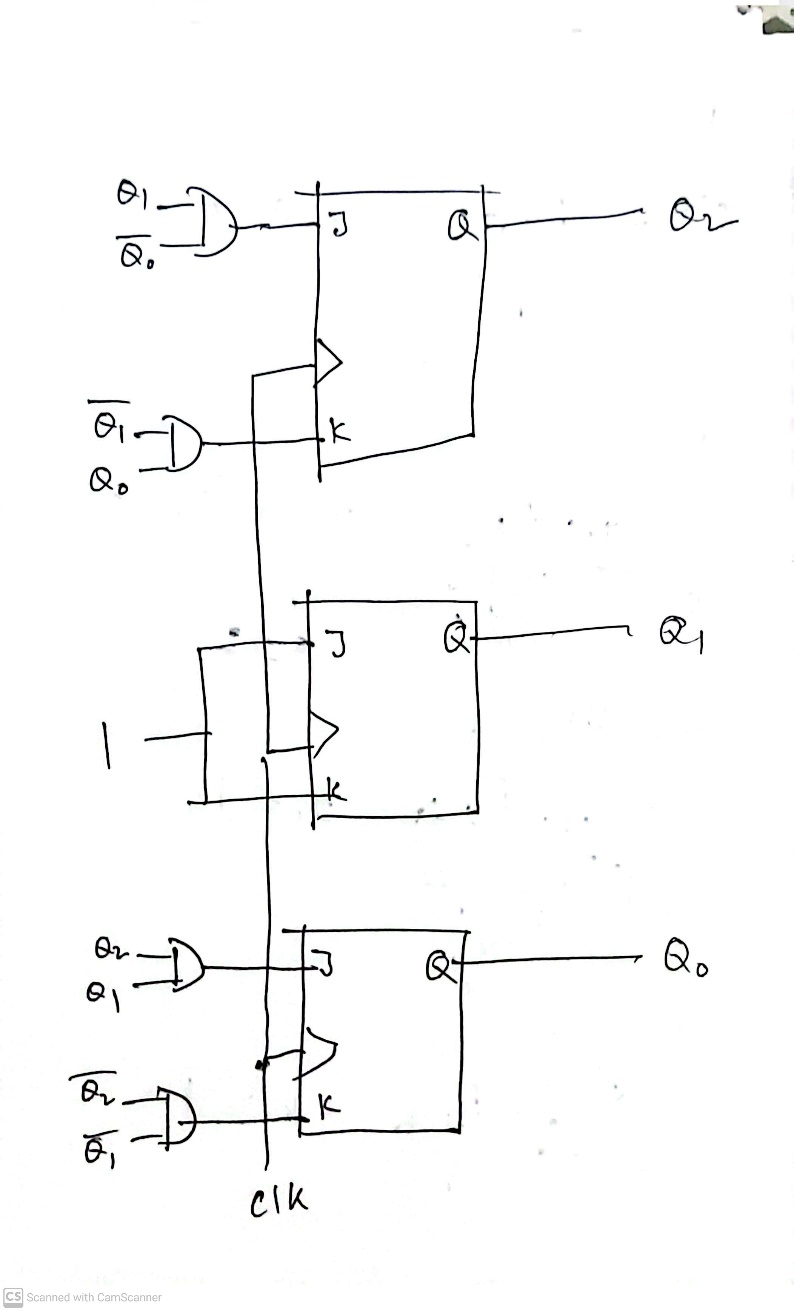 Q1
Q̅0
J Q Q2
Q̅1
Q0
K
J Q Q1
1
K
Q2
Q1
J Q Q0
Q̅2
Q̅1
K
clk
CS Scanned with CamScanner